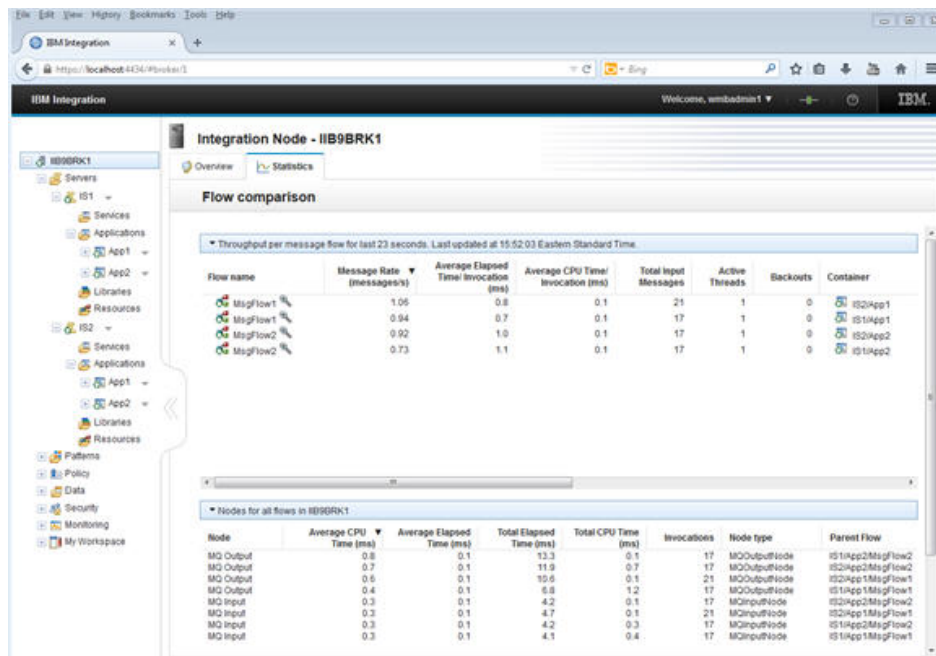 File Edit View History Bookmarks Tools Help
IBM Integration × +
https://localhost:4434/#broker/1
Bing
IBM Integration
Welcome, wmbadmin1
IBM.
Integration Node - IIB9BRK1
Overview Statistics
Flow comparison
IIB9BRK1
Servers
IS1
Services
Applications
App1
App2
Libraries
Resources
IS2
Services
Applications
App1
App2
Libraries
Resources
Patterns
Policy
Data
Security
Monitoring
My Workspace
Throughput per message flow for last 23 seconds. Last updated at 15:52:03 Eastern Standard Time.
Flow name Message Rate (messages/s) Average Elapsed Time/ Invocation (ms) Average CPU Time/ Invocation (ms) Total Input Messages Active Threads Backouts Container
MsgFlow1 1.06 0.8 0.1 21 1 0 IS2/App1
MsgFlow1 0.94 0.7 0.1 17 1 0 IS1/App1
MsgFlow2 0.92 1.0 0.1 17 1 0 IS2/App2
MsgFlow2 0.73 1.1 0.1 17 1 0 IS1/App2
Nodes for all flows in IIB9BRK1
Node Average CPU Time (ms) Average Elapsed Time (ms) Total Elapsed Time (ms) Total CPU Time (ms) Invocations Node type Parent Flow
MQ Output 0.8 0.1 13.3 0.1 17 MQOutputNode IS1/App2/MsgFlow2
MQ Output 0.7 0.1 11.9 0.7 17 MQOutputNode IS2/App2/MsgFlow2
MQ Output 0.6 0.1 10.6 0.1 21 MQOutputNode IS2/App1/MsgFlow1
MQ Output 0.4 0.1 6.8 1.2 17 MQOutputNode IS1/App1/MsgFlow1
MQ Input 0.3 0.1 4.2 0.1 17 MQInputNode IS2/App2/MsgFlow2
MQ Input 0.3 0.1 4.7 0.1 21 MQInputNode IS2/App1/MsgFlow1
MQ Input 0.3 0.1 4.2 0.3 17 MQInputNode IS1/App2/MsgFlow2
MQ Input 0.3 0.1 4.1 0.4 17 MQInputNode IS1/App1/MsgFlow1